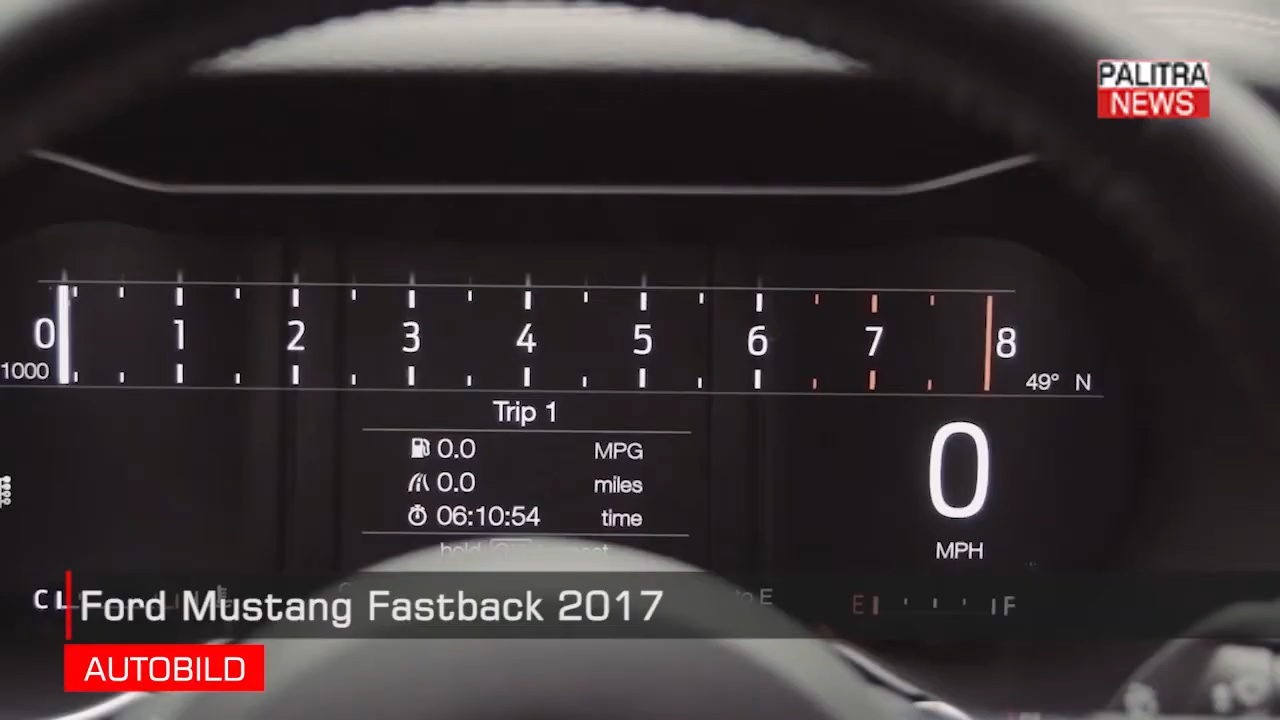 PALITRA
NEWS
0 1 2 3 4 5 6 7 8
1000
49° N
Trip 1
0.0 MPG
0.0 miles
06:10:54 time
0
MPH
C
to E
E F
Ford Mustang Fastback 2017
AUTOBILD